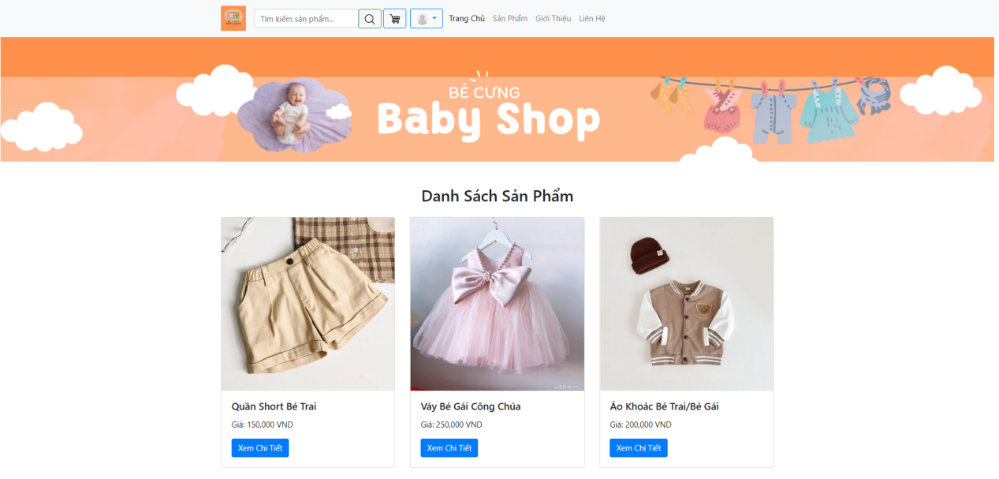 Tìm kiếm sản phẩm...
Trang Chủ Sản Phẩm Giới Thiệu Liên Hệ
BÉ CƯNG
Baby Shop
Danh Sách Sản Phẩm
Quần Short Bé Trai
Giá: 150,000 VND
Xem Chi Tiết
Váy Bé Gái Công Chúa
Giá: 250,000 VND
Xem Chi Tiết
Áo Khoác Bé Trai/Bé Gái
Giá: 200,000 VND
Xem Chi Tiết